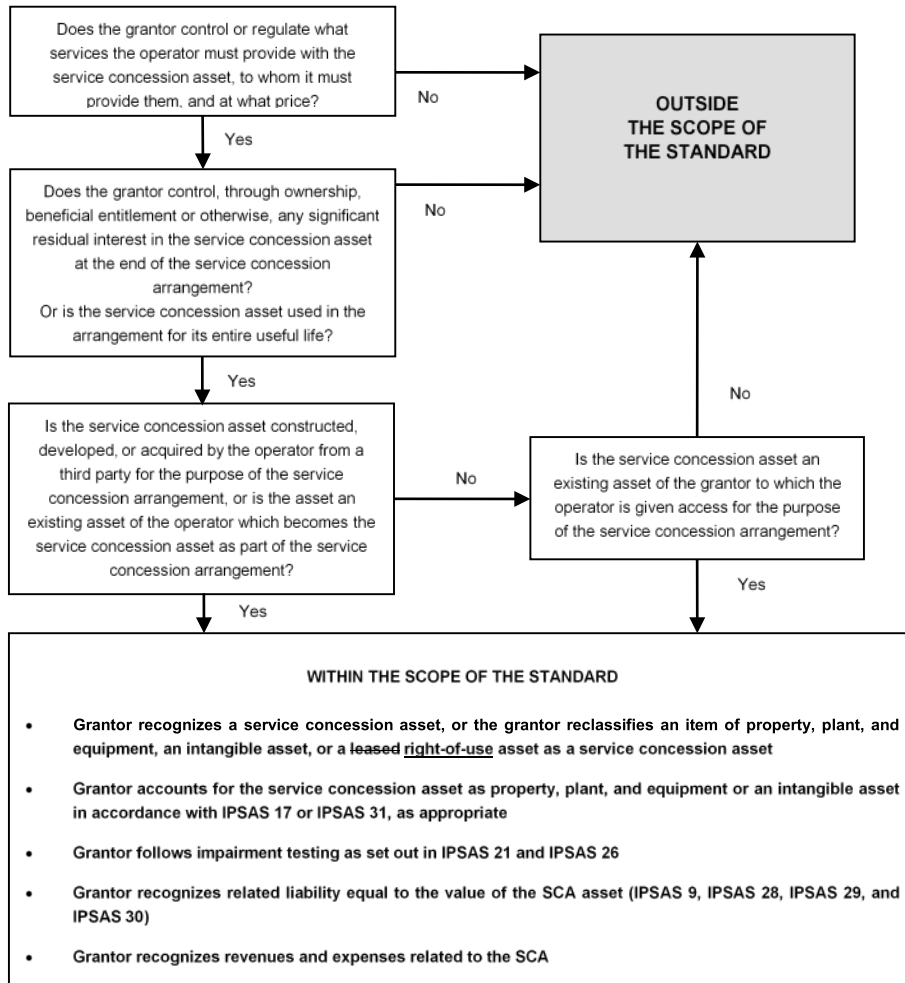 Does the grantor control or regulate what
services the operator must provide with the
service concession asset, to whom it must
provide them, and at what price?
No
Yes
OUTSIDE
THE SCOPE OF
THE STANDARD
Does the grantor control, through ownership,
beneficial entitlement or otherwise, any significant
residual interest in the service concession asset
at the end of the service concession
arrangement?
Or is the service concession asset used in the
arrangement for its entire useful life?
No
Yes
Is the service concession asset constructed,
developed, or acquired by the operator from a
third party for the purpose of the service
concession arrangement, or is the asset an
existing asset of the operator which becomes the
service concession asset as part of the service
concession arrangement?
No
Yes
No
Is the service concession asset an
existing asset of the grantor to which the
operator is given access for the purpose
of the service concession arrangement?
Yes
WITHIN THE SCOPE OF THE STANDARD
• Grantor recognizes a service concession asset, or the grantor reclassifies an item of property, plant, and
equipment, an intangible asset, or a leased right-of-use asset as a service concession asset
• Grantor accounts for the service concession asset as property, plant, and equipment or an intangible asset
in accordance with IPSAS 17 or IPSAS 31, as appropriate
• Grantor follows impairment testing as set out in IPSAS 21 and IPSAS 26
• Grantor recognizes related liability equal to the value of the SCA asset (IPSAS 9, IPSAS 28, IPSAS 29, and
IPSAS 30)
• Grantor recognizes revenues and expenses related to the SCA